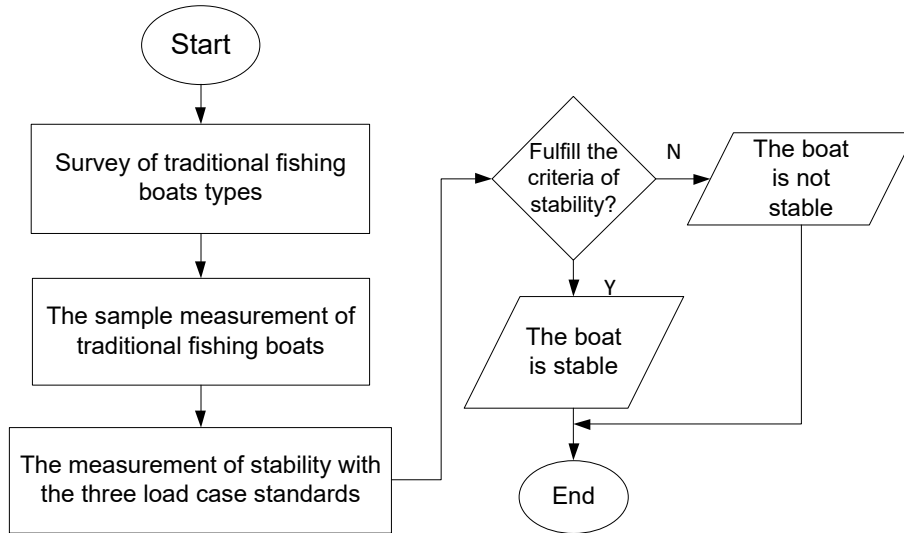 Start
Survey of traditional fishing
boats types
The sample measurement of
traditional fishing boats
The measurement of stability with
the three load case standards
Fulfill the
criteria of
stability?
N
The boat
is not
stable
Y
The boat
is stable
End